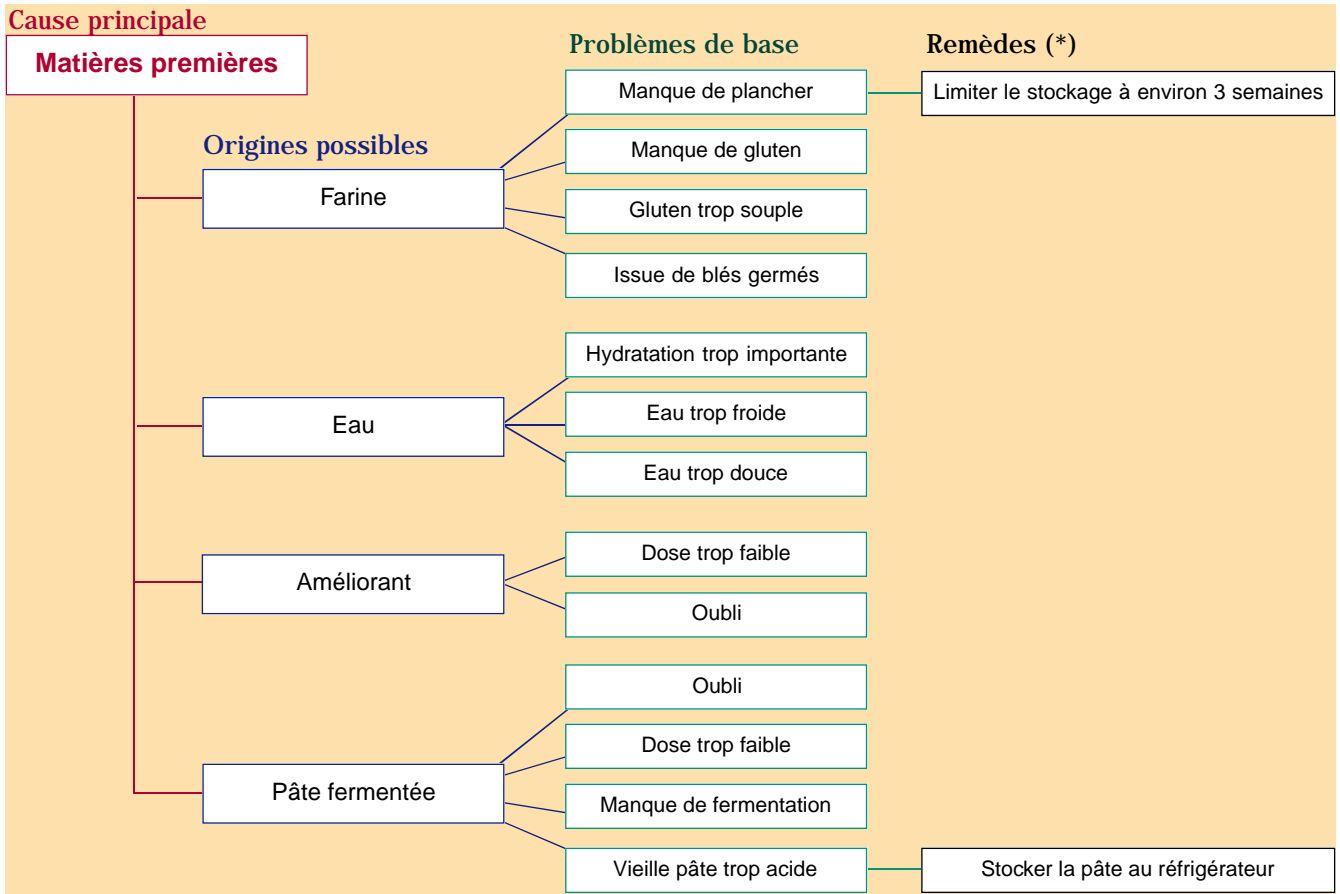 Cause principale
Matières premières
Problèmes de base
Remèdes (*)
Manque de plancher
Limiter le stockage à environ 3 semaines
Origines possibles
Manque de gluten
Farine
Gluten trop souple
Issue de blés germés
Hydratation trop importante
Eau
Eau trop froide
Eau trop douce
Dose trop faible
Améliorant
Oubli
Oubli
Dose trop faible
Pâte fermentée
Manque de fermentation
Vieille pâte trop acide
Stocker la pâte au réfrigérateur